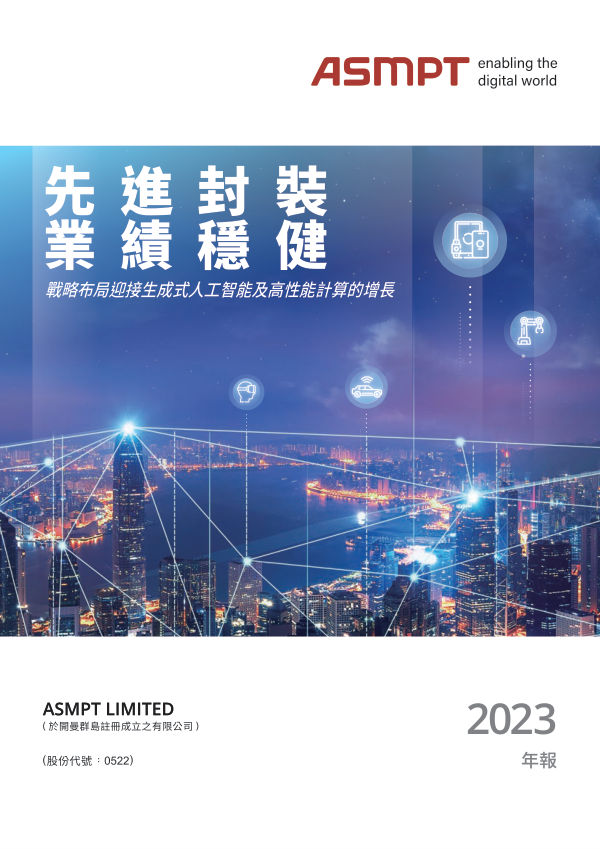 ASMPT
enabling the
digital world
先進封裝
業績穩健
戰略布局迎接生成式人工智能及高性能計算的增長
ASMPT LIMITED
(於開曼群島註冊成立之有限公司)
(股份代號：0522)
2023
年報